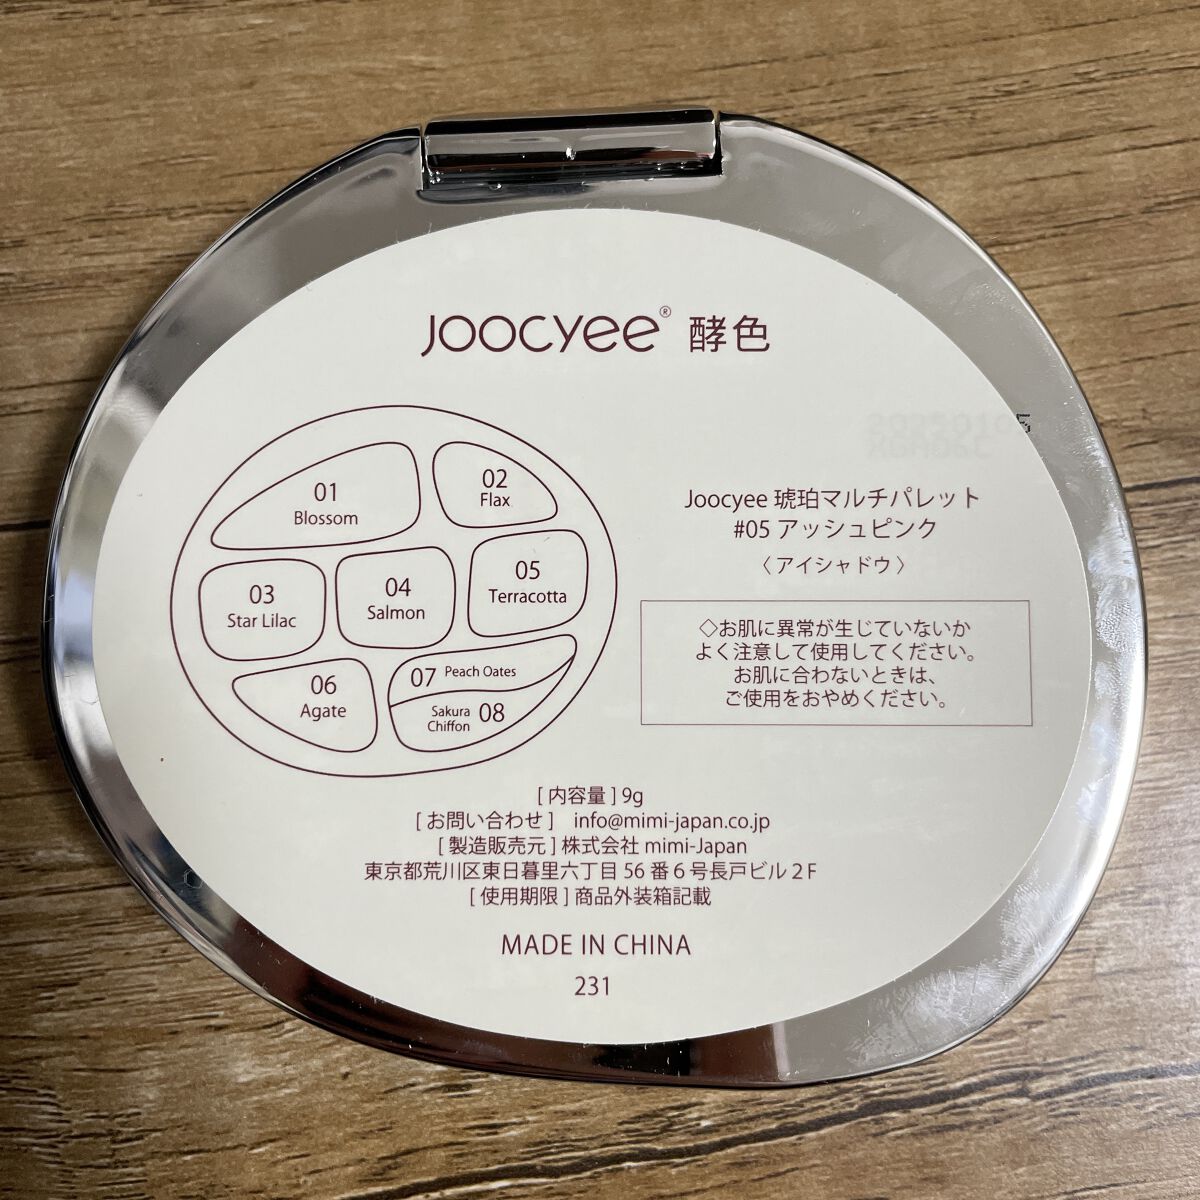 Joocyee® 酵色
01
Blossom
02
Flax
03
Star Lilac
04
Salmon
05
Terracotta
06
Agate
07 Peach Oates
Sakura
Chiffon 08
Joocyee 琥珀マルチパレット
#05 アッシュピンク
〈アイシャドウ〉
◇お肌に異常が生じていないか
よく注意して使用してください。
お肌に合わないときは、
ご使用をおやめください。
[ 内容量 ] 9g
[ お問い合わせ ] info@mimi-japan.co.jp
[ 製造販売元 ] 株式会社 mimi-Japan
東京都荒川区東日暮里六丁目 56 番 6 号長戸ビル 2 F
[ 使用期限 ] 商品外装箱記載
MADE IN CHINA
231